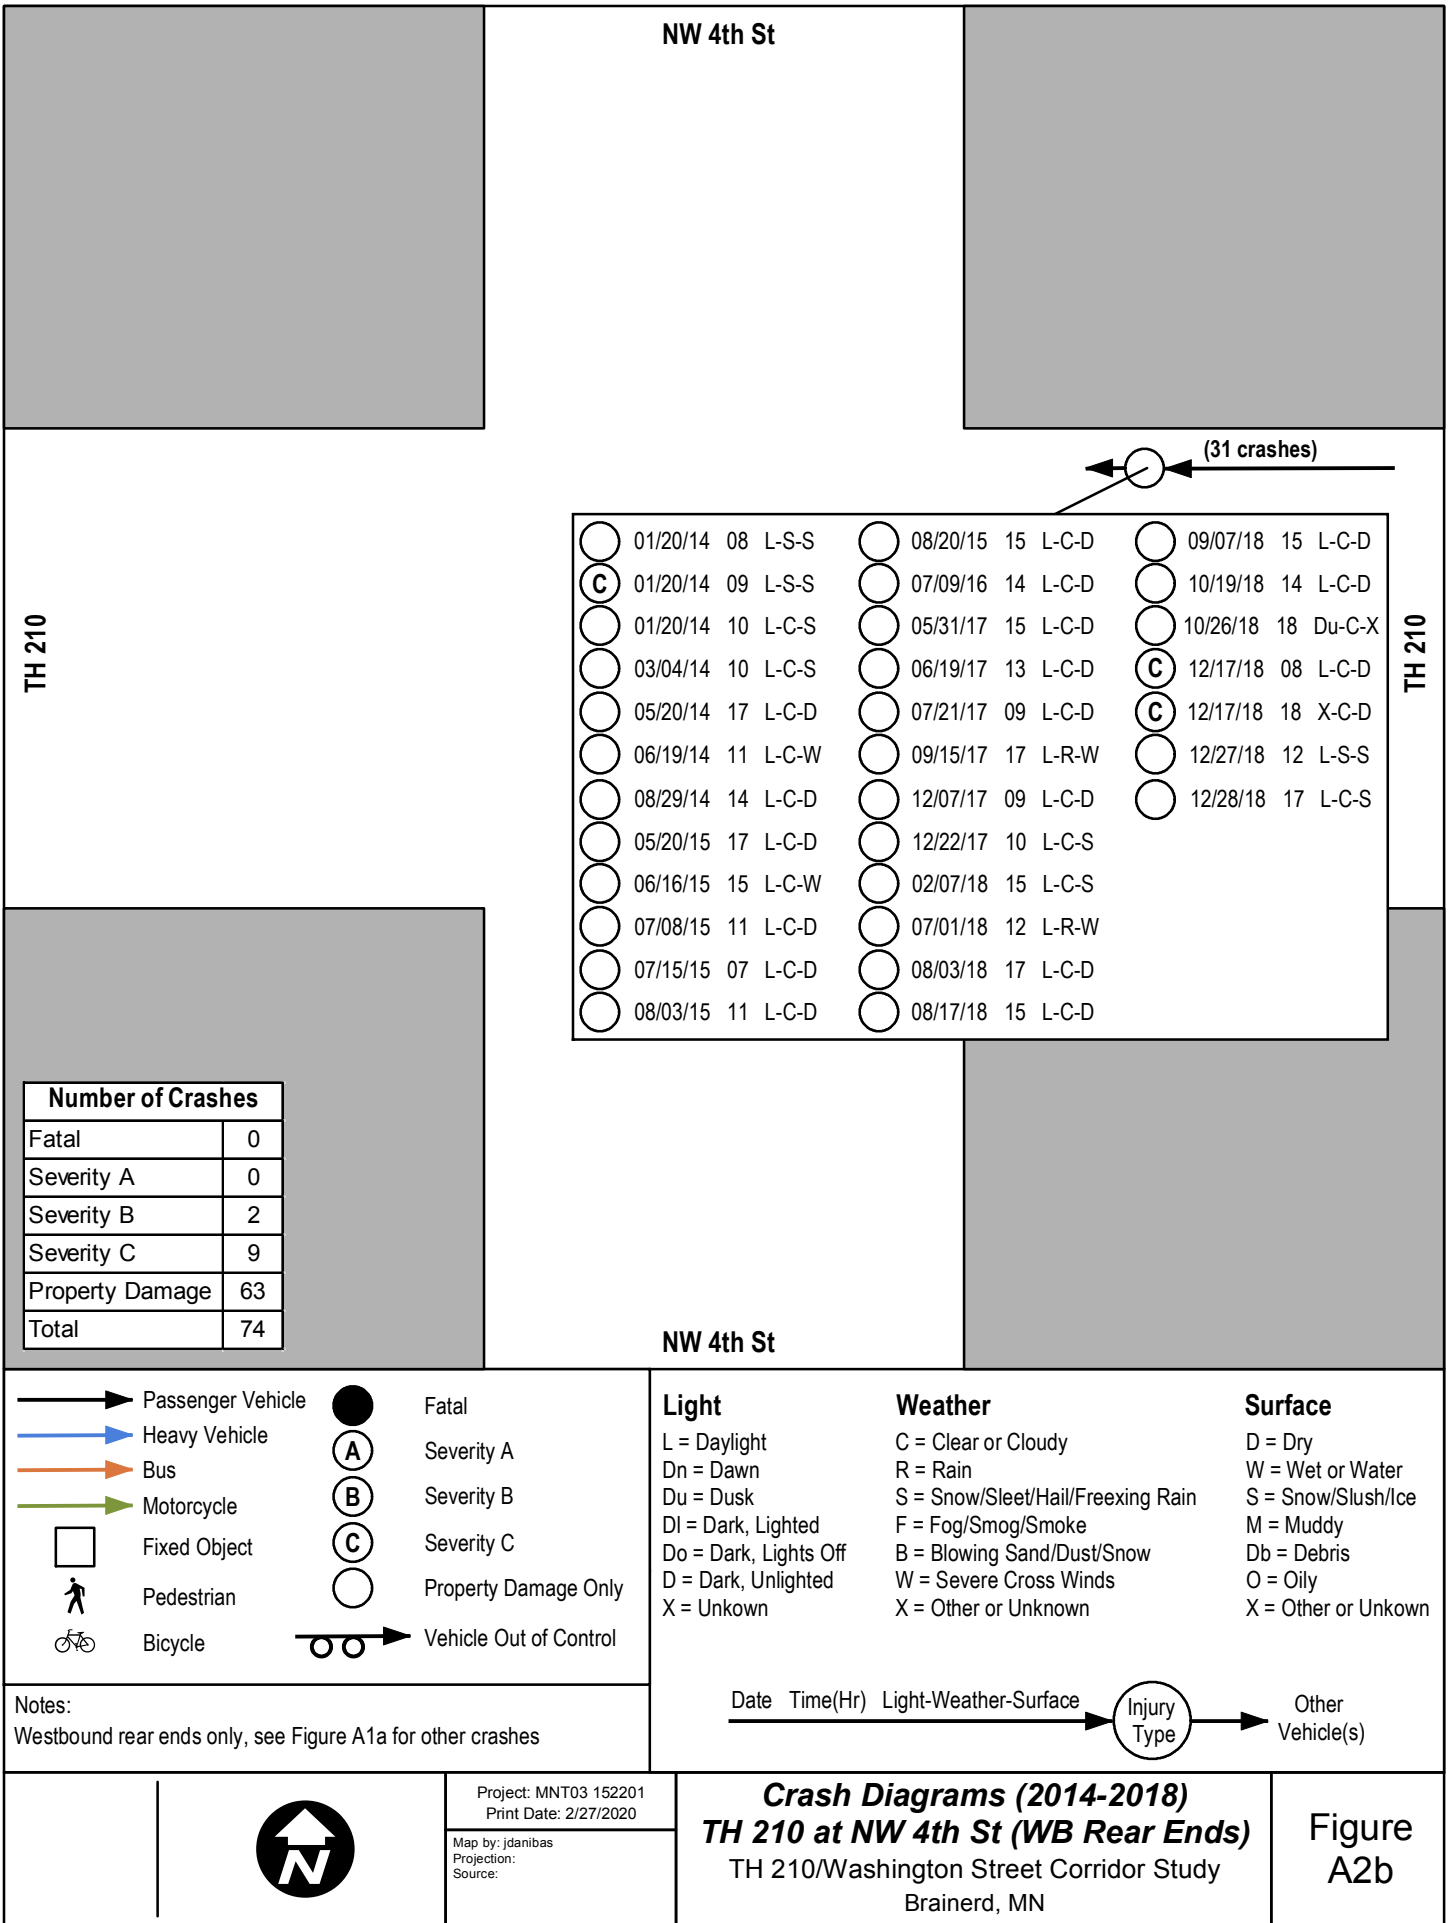 NW 4th St
(31 crashes)
TH 210
TH 210
01/20/14 08 L-S-S
C 01/20/14 09 L-S-S
01/20/14 10 L-C-S
03/04/14 10 L-C-S
05/20/14 17 L-C-D
06/19/14 11 L-C-W
08/29/14 14 L-C-D
05/20/15 17 L-C-D
06/16/15 15 L-C-W
07/08/15 11 L-C-D
07/15/15 07 L-C-D
08/03/15 11 L-C-D
08/20/15 15 L-C-D
07/09/16 14 L-C-D
05/31/17 15 L-C-D
06/19/17 13 L-C-D
07/21/17 09 L-C-D
09/15/17 17 L-R-W
12/07/17 09 L-C-D
12/22/17 10 L-C-S
02/07/18 15 L-C-S
07/01/18 12 L-R-W
08/03/18 17 L-C-D
08/17/18 15 L-C-D
09/07/18 15 L-C-D
10/19/18 14 L-C-D
10/26/18 18 Du-C-X
C 12/17/18 08 L-C-D
C 12/17/18 18 X-C-D
12/27/18 12 L-S-S
12/28/18 17 L-C-S
Number of Crashes
Fatal 0
Severity A 0
Severity B 2
Severity C 9
Property Damage 63
Total 74
NW 4th St
Passenger Vehicle
Heavy Vehicle
Bus
Motorcycle
Fixed Object
Pedestrian
Bicycle
Fatal
A Severity A
B Severity B
C Severity C
Property Damage Only
Vehicle Out of Control
Light
L = Daylight
Dn = Dawn
Du = Dusk
Dl = Dark, Lighted
Do = Dark, Lights Off
D = Dark, Unlighted
X = Unkown
Weather
C = Clear or Cloudy
R = Rain
S = Snow/Sleet/Hail/Freexing Rain
F = Fog/Smog/Smoke
B = Blowing Sand/Dust/Snow
W = Severe Cross Winds
X = Other or Unknown
Surface
D = Dry
W = Wet or Water
S = Snow/Slush/Ice
M = Muddy
Db = Debris
O = Oily
X = Other or Unkown
Notes:
Westbound rear ends only, see Figure A1a for other crashes
Date Time(Hr) Light-Weather-Surface
Injury
Type
Other
Vehicle(s)
N
Project: MNT03 152201
Print Date: 2/27/2020
Map by: jdanibas
Projection:
Source:
Crash Diagrams (2014-2018)
TH 210 at NW 4th St (WB Rear Ends)
TH 210/Washington Street Corridor Study
Brainerd, MN
Figure
A2b